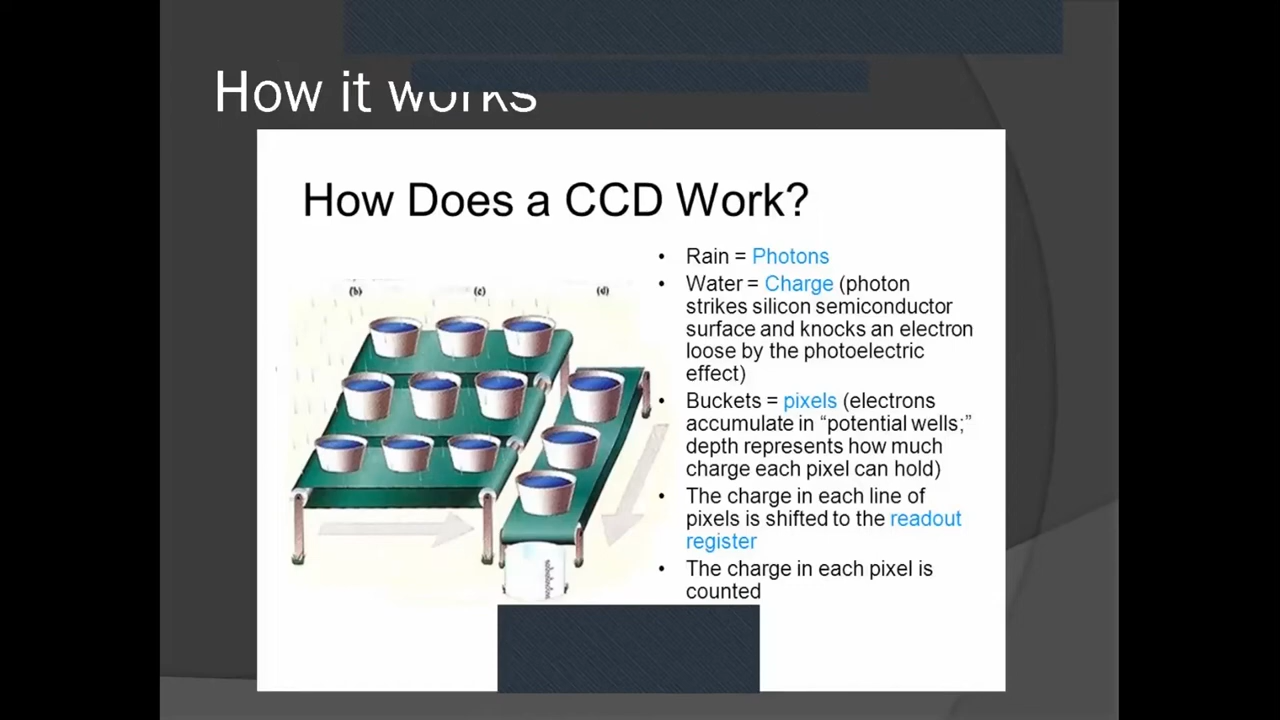 How it works
How Does a CCD Work?
• Rain = Photons
• Water = Charge (photon
strikes silicon semiconductor
surface and knocks an electron
loose by the photoelectric
effect)
• Buckets = pixels (electrons
accumulate in “potential wells;”
depth represents how much
charge each pixel can hold)
• The charge in each line of
pixels is shifted to the readout
register
• The charge in each pixel is
counted
(b) (c) (d)